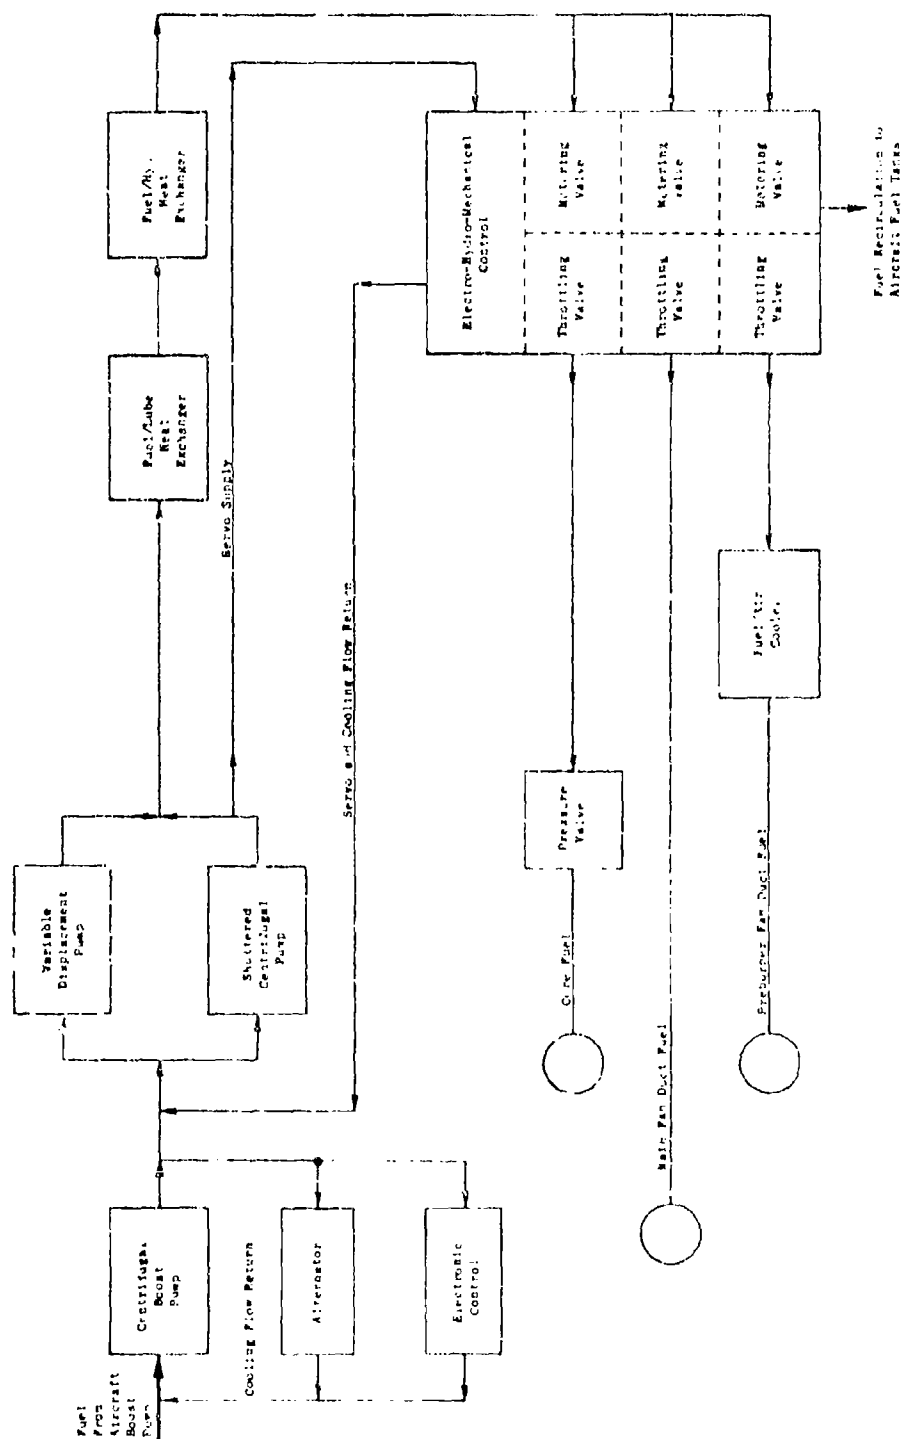 Fuel
From
Aircraft
Boost
Pump
Centrifugal
Boost
Pump
Cooling Flow Return
Alternator
Electronic
Control
Variable
Displacement
Pump
Shuttered
Centrifugal
Pump
Servo Supply
Servo and Cooling Flow Return
Fuel/Lube
Heat
Exchanger
Fuel/Hy.
Heat
Exchanger
Electro-Hydro-Mechanical
Control
Throttling
Valve
Metering
Valve
Throttling
Valve
Metering
Valve
Throttling
Valve
Metering
Valve
Pressure
Valve
Fuel/Air
Cooler
Core Fuel
Main Fan Duct Fuel
Preburner Fan Duct Fuel
Fuel Recirculation to
Aircraft Fuel Tanks